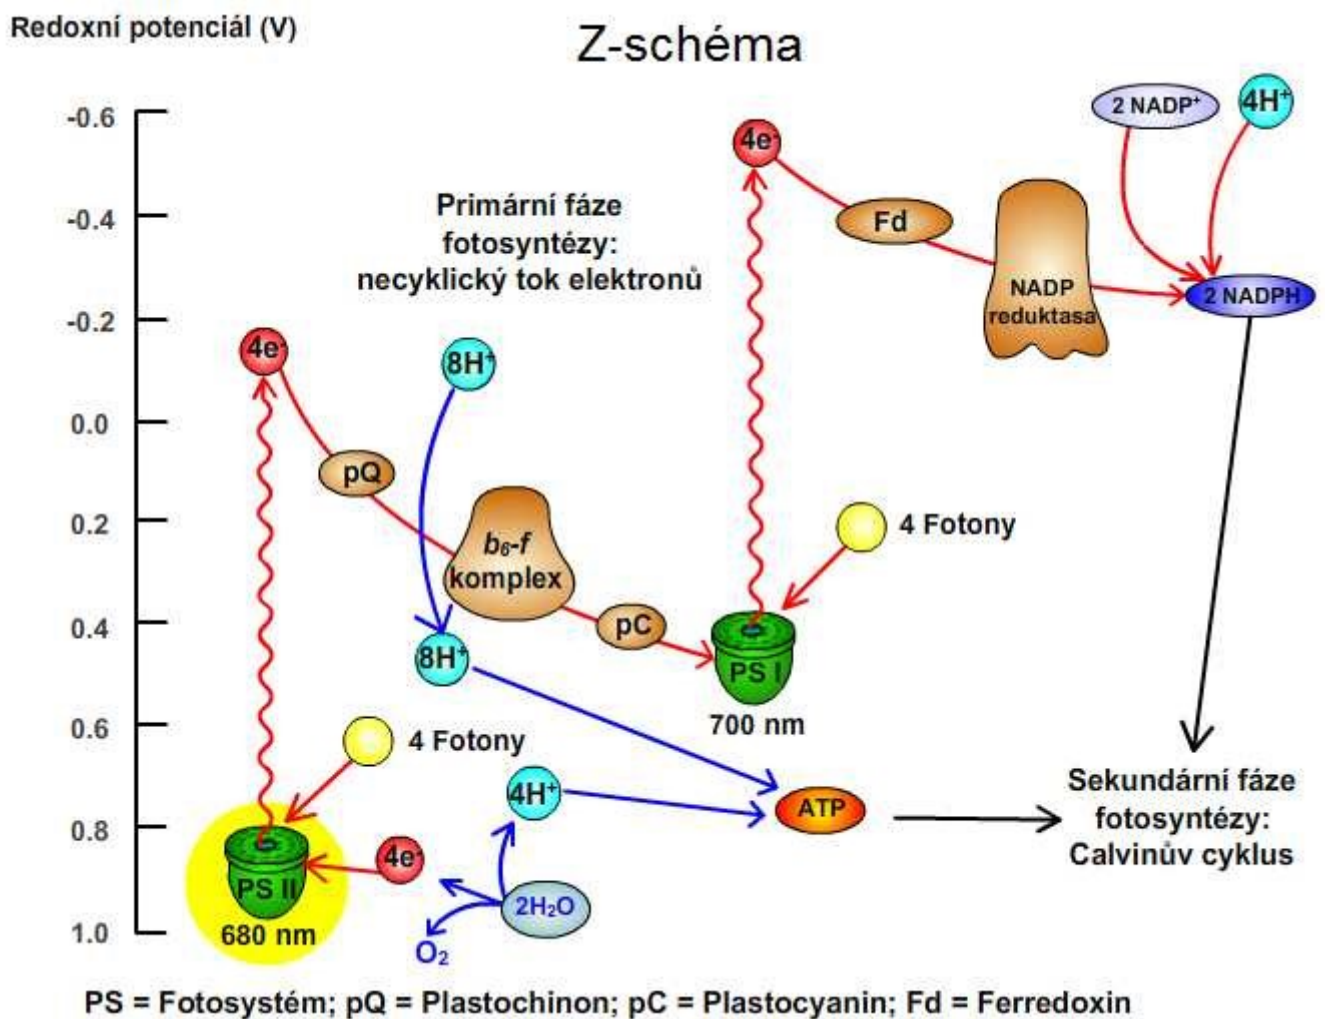 Redoxní potenciál (V)
Z-schéma
-0.6
-0.4
-0.2
0.0
0.2
0.4
0.6
0.8
1.0
Primární fáze
fotosyntézy:
necyklický tok elektronů
4e⁻
pQ
8H⁺
b₆-f
komplex
8H⁺
pC
4e⁻
Fd
NADP
reduktasa
2 NADP⁺
4H⁺
2 NADPH
4 Fotony
PS I
700 nm
4 Fotony
PS II
680 nm
4e⁻
4H⁺
2H₂O
O₂
ATP
Sekundární fáze
fotosyntézy:
Calvinův cyklus
PS = Fotosystém; pQ = Plastochinon; pC = Plastocyanin; Fd = Ferredoxin